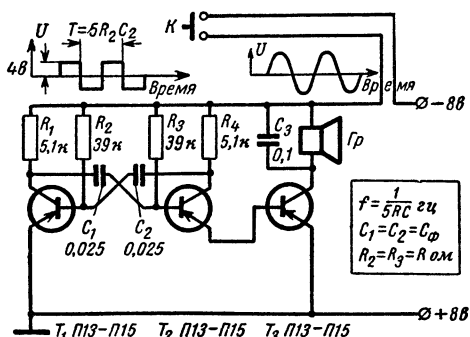 U T=5R₂C₂
4в
Время
К
U
Время
Ø –8в
R₁ 5,1к
R₂ 39к
R₃ 39к
R₄ 5,1к
C₃ 0,1
Гр
C₁ 0,025
C₂ 0,025
f=1/5RC гц
C₁=C₂=Cф
R₂=R₃=R ом
Ø +8в
T₁ П13–П15
T₂ П13–П15
T₃ П13–П15